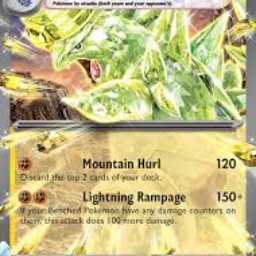 Pokémon by attacks (both yours and your opponent's).
Mountain Hurl 120
Discard the top 2 cards of your deck.
Lightning Rampage 150+
If your Benched Pokémon have any damage counters on
them, this attack does 100 more damage.